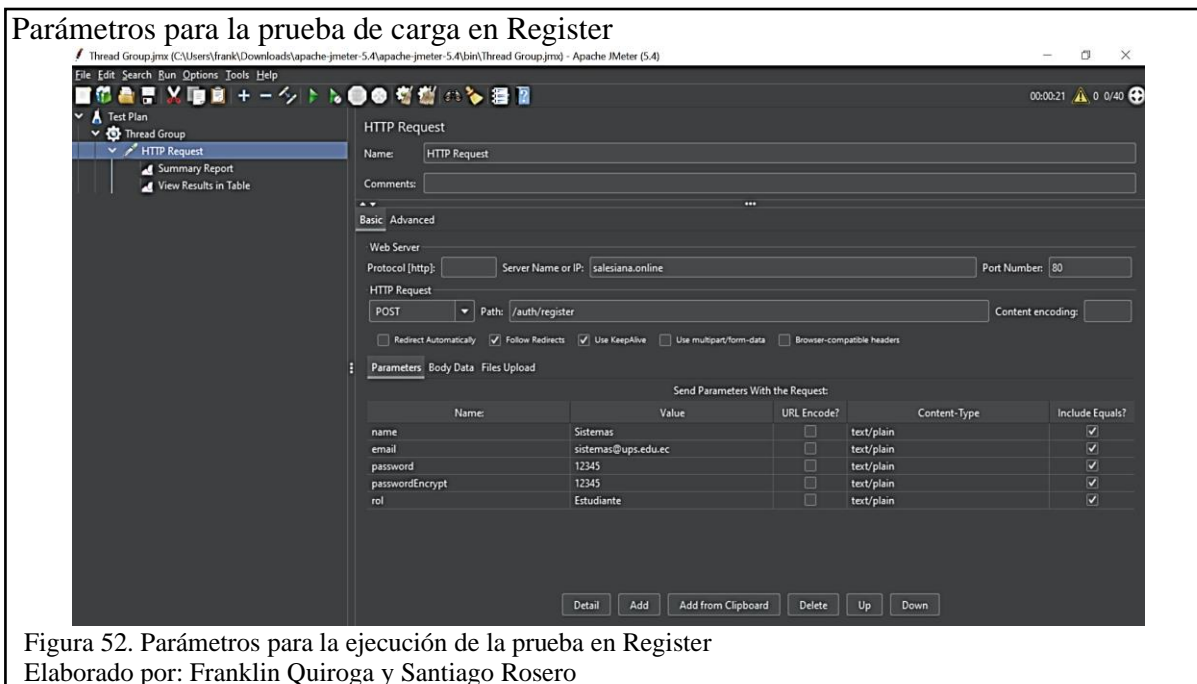 Parámetros para la prueba de carga en Register
Thread Group.jmx (C:\Users\frank\Downloads\apache-jmeter-5.4\apache-jmeter-5.4\bin\Thread Group.jmx) - Apache JMeter (5.4)
File Edit Search Run Options Tools Help
00:00:21 0 0/40
Test Plan
Thread Group
HTTP Request
Summary Report
View Results in Table
HTTP Request
Name: HTTP Request
Comments:
Basic Advanced
Web Server
Protocol [http]: Server Name or IP: salesiana.online Port Number: 80
HTTP Request
POST Path: /auth/register Content encoding:
Redirect Automatically Follow Redirects Use KeepAlive Use multipart/form-data Browser-compatible headers
Parameters Body Data Files Upload
Send Parameters With the Request:
Name: Value URL Encode? Content-Type Include Equals?
name Sistemas text/plain
email sistemas@ups.edu.ec text/plain
password 12345 text/plain
passwordEncrypt 12345 text/plain
rol Estudiante text/plain
Detail Add Add from Clipboard Delete Up Down
Figura 52. Parámetros para la ejecución de la prueba en Register
Elaborado por: Franklin Quiroga y Santiago Rosero